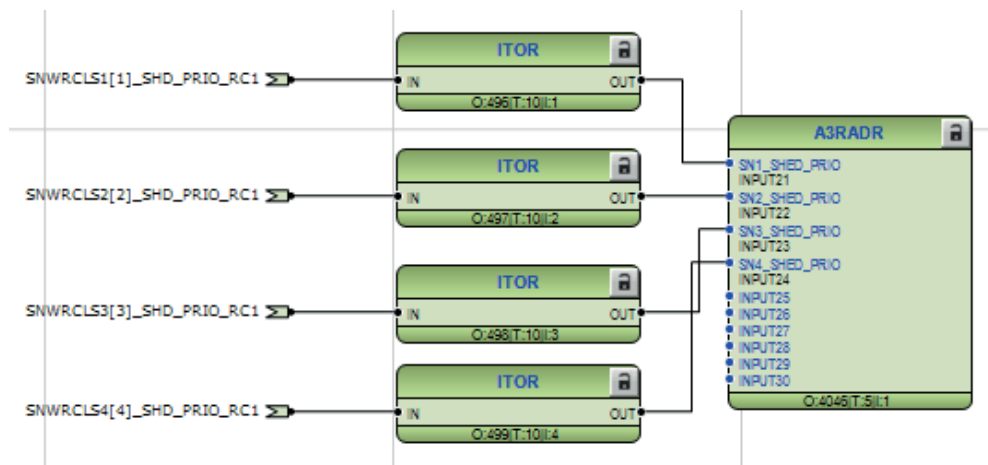 ITOR
SNWRCLS1[1]_SHD_PRIO_RC1
IN OUT
O:496|T:10|I:1
A3RADR
SN1_SHED_PRIO
INPUT21
SN2_SHED_PRIO
INPUT22
SN3_SHED_PRIO
INPUT23
SN4_SHED_PRIO
INPUT24
INPUT25
INPUT26
INPUT27
INPUT28
INPUT29
INPUT30
O:4046|T:5|I:1
ITOR
SNWRCLS2[2]_SHD_PRIO_RC1
IN OUT
O:497|T:10|I:2
ITOR
SNWRCLS3[3]_SHD_PRIO_RC1
IN OUT
O:498|T:10|I:3
ITOR
SNWRCLS4[4]_SHD_PRIO_RC1
IN OUT
O:499|T:10|I:4